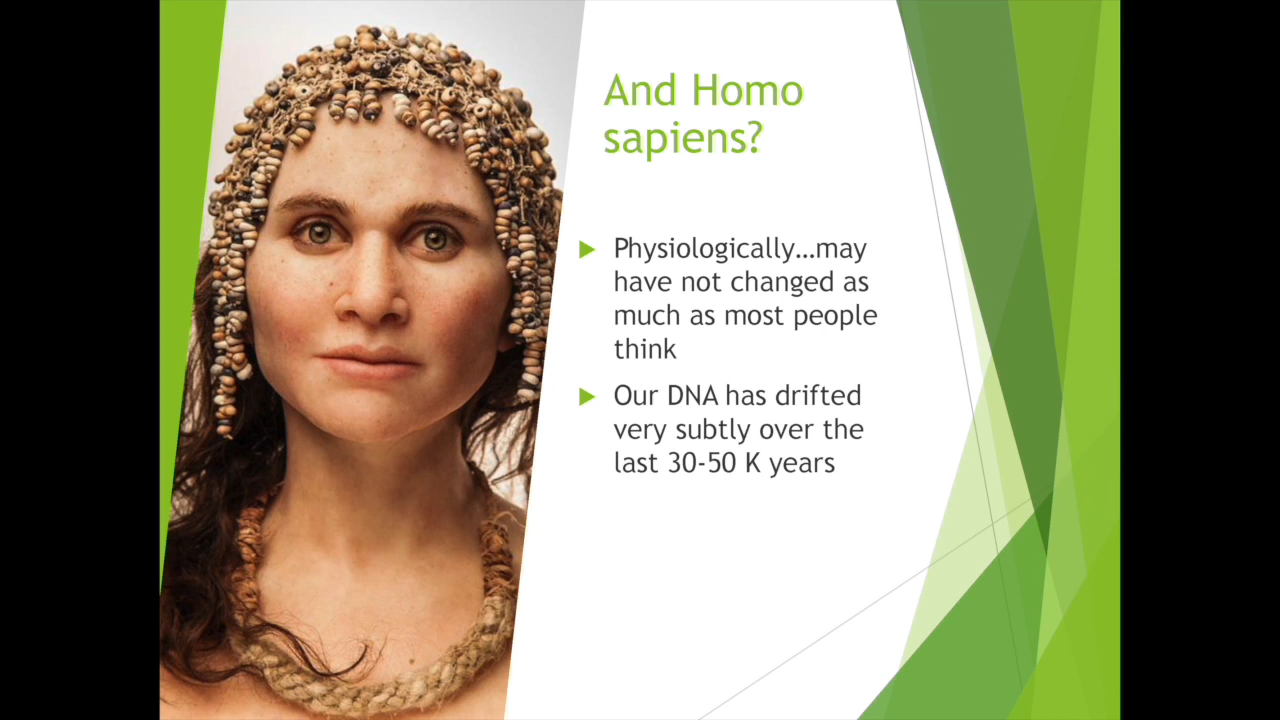 And Homo
sapiens?
Physiologically…may
have not changed as
much as most people
think
Our DNA has drifted
very subtly over the
last 30-50 K years